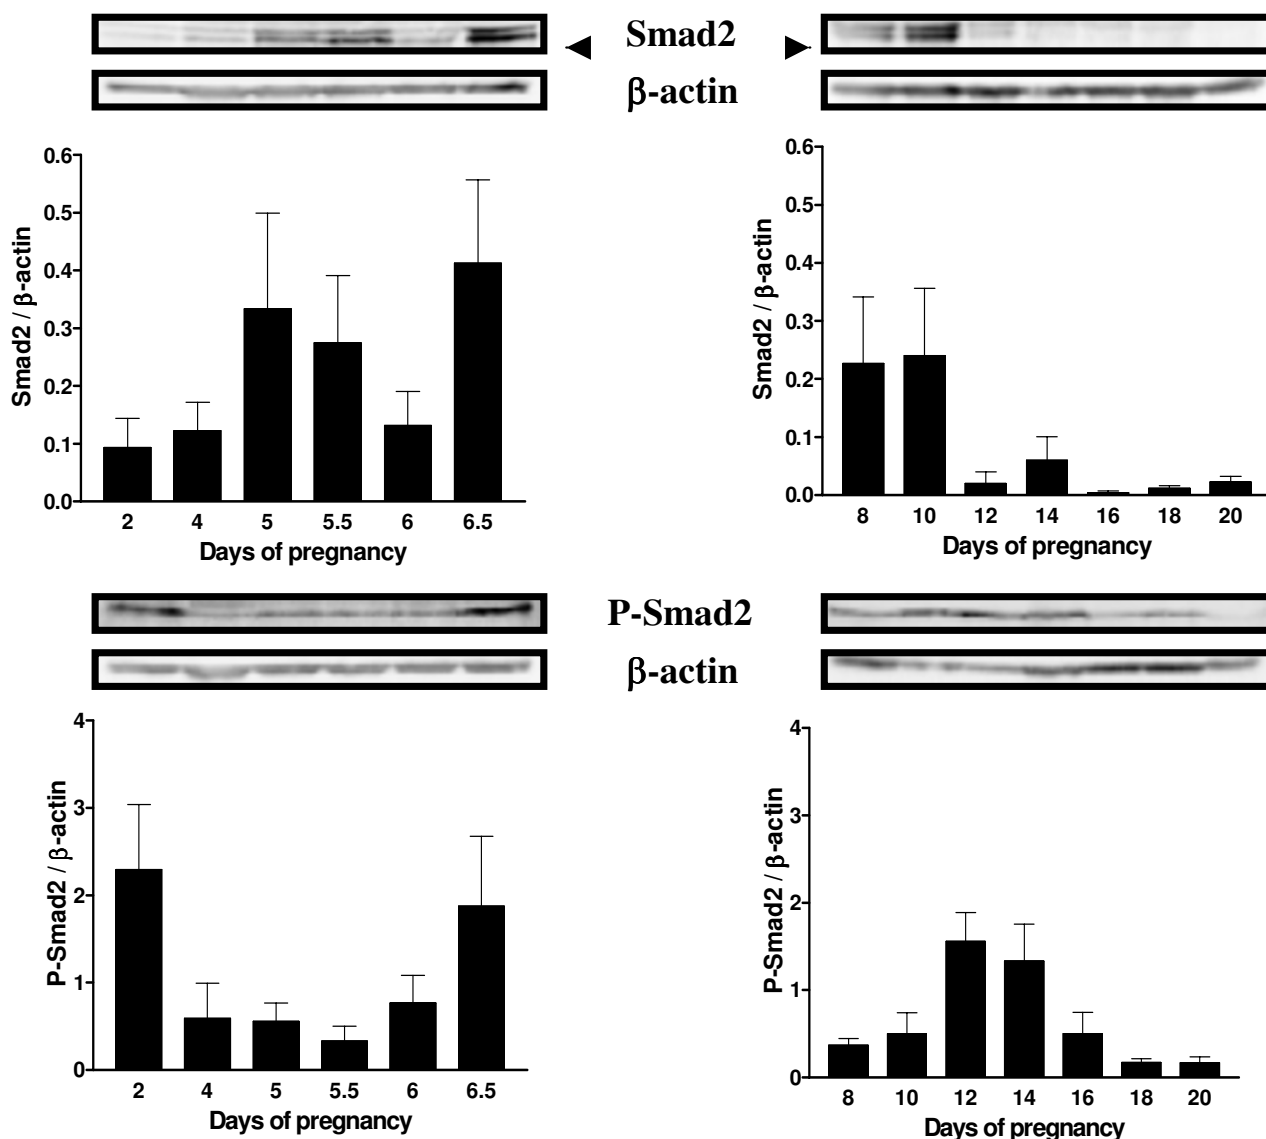 Smad2
β-actin
0.6
0.5
0.4
0.3
0.2
0.1
0.0
Smad2 / β-actin
2 4 5 5.5 6 6.5
Days of pregnancy
0.6
0.5
0.4
0.3
0.2
0.1
0.0
Smad2 / β-actin
8 10 12 14 16 18 20
Days of pregnancy
P-Smad2
β-actin
4
3
2
1
0
P-Smad2 / β-actin
2 4 5 5.5 6 6.5
Days of pregnancy
4
3
2
1
0
P-Smad2 / β-actin
8 10 12 14 16 18 20
Days of pregnancy